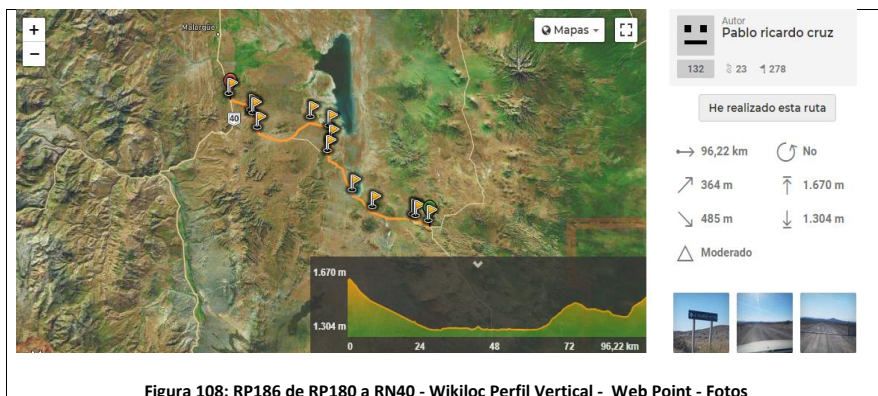 +
−
Malargüe
40
Mapas
1.670 m
1.304 m
0 24 48 72 96,22 km
Autor
Pablo ricardo cruz
132 23 278
He realizado esta ruta
96,22 km No
364 m 1.670 m
485 m 1.304 m
Moderado
Figura 108: RP186 de RP180 a RN40 - Wikiloc Perfil Vertical - Web Point - Fotos